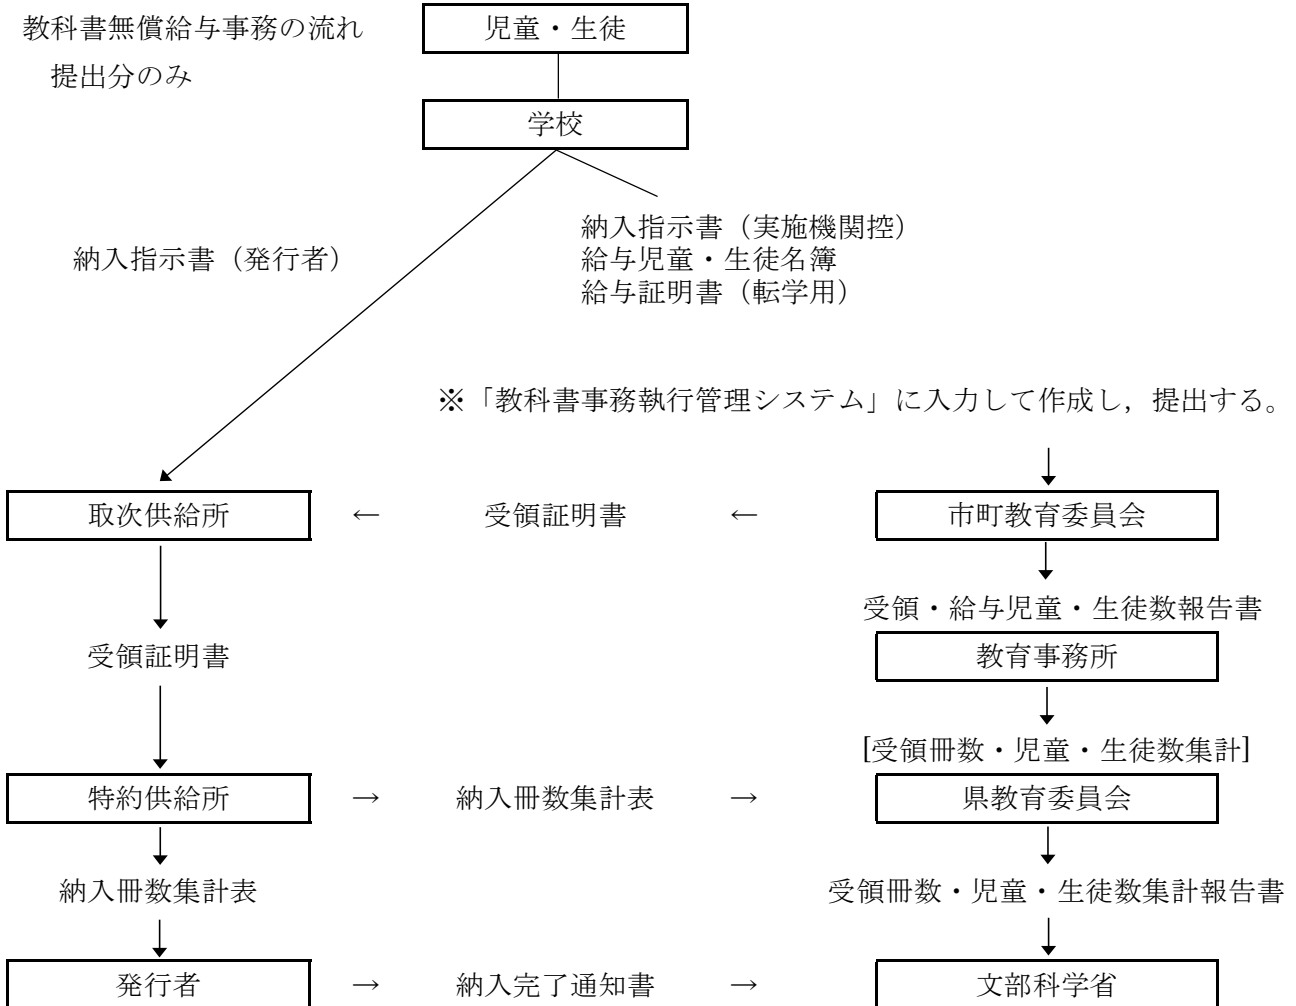 教科書無償給与事務の流れ
提出分のみ
児童・生徒
学校
納入指示書（発行者）
納入指示書（実施機関控）
給与児童・生徒名簿
給与証明書（転学用）
※「教科書事務執行管理システム」に入力して作成し，提出する。
取次供給所 ← 受領証明書 ← 市町教育委員会
受領・給与児童・生徒数報告書
受領証明書
教育事務所
[受領冊数・児童・生徒数集計]
特約供給所 → 納入冊数集計表 → 県教育委員会
納入冊数集計表
受領冊数・児童・生徒数集計報告書
発行者 → 納入完了通知書 → 文部科学省